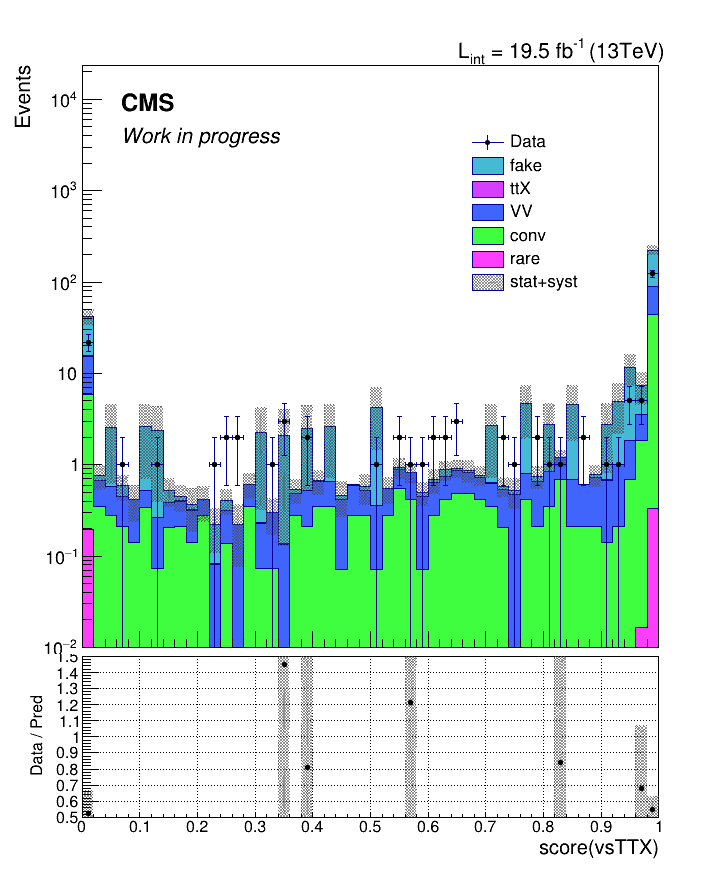 L_int = 19.5 fb^-1 (13TeV)
Events
CMS
Work in progress
Data
fake
ttX
VV
conv
rare
stat+syst
10^4
10^3
10^2
10
1
10^-1
10^-2
Data / Pred
1.5
1.4
1.3
1.2
1.1
1
0.9
0.8
0.7
0.6
0.5
0 0.1 0.2 0.3 0.4 0.5 0.6 0.7 0.8 0.9 1
score(vsTTX)